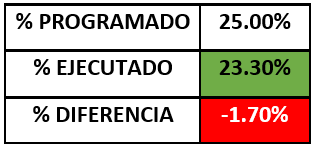 % PROGRAMADO 25.00%
% EJECUTADO 23.30%
% DIFERENCIA -1.70%